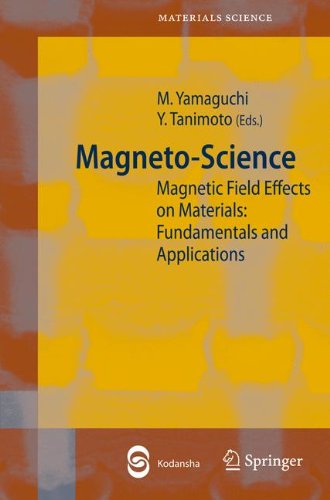 MATERIALS SCIENCE
M. Yamaguchi
Y. Tanimoto (Eds.)
Magneto-Science
Magnetic Field Effects
on Materials:
Fundamentals and
Applications
Kodansha
Springer